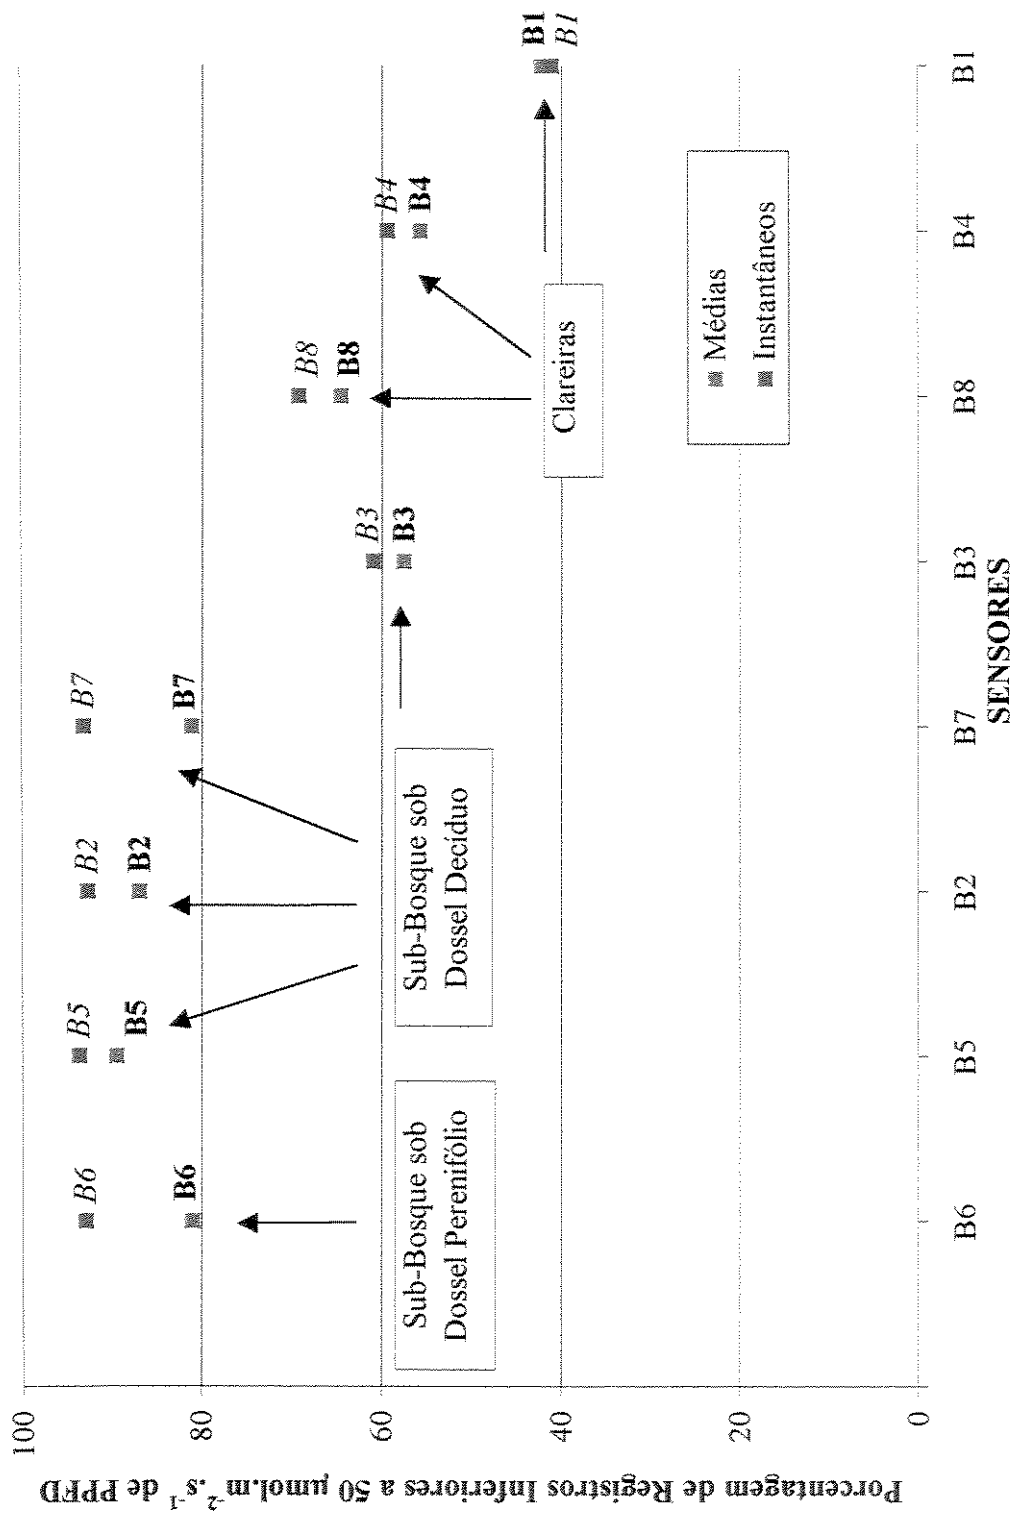 Porcentagem de Registros Inferiores a 50 µmol.m⁻².s⁻¹ de PPFD
100
80
60
40
20
0
B6
B6
B5
B5
B2
B2
B7
B7
B3
B3
B8
B8
B4
B4
B1
B1
Sub-Bosque sob
Dossel Perenifólio
Sub-Bosque sob
Dossel Decíduo
Clareiras
Médias
Instantâneos
B6 B5 B2 B7 B3 B8 B4 B1
SENSORES